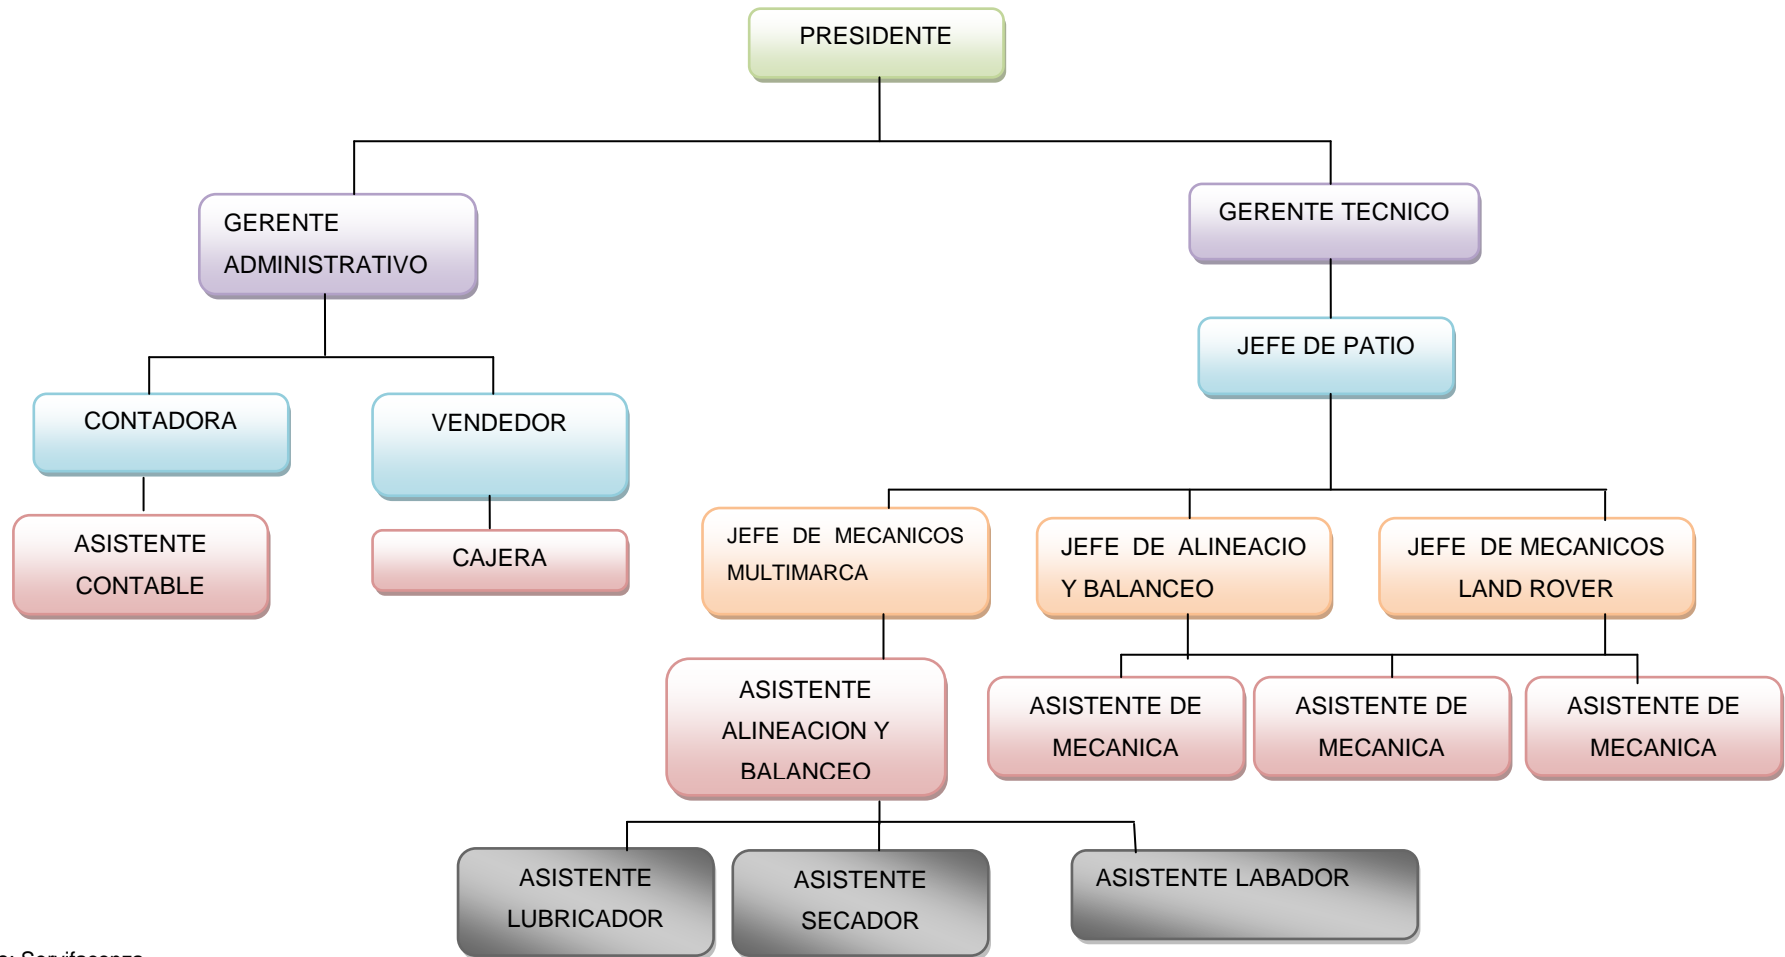 PRESIDENTE
GERENTE
ADMINISTRATIVO
GERENTE TECNICO
JEFE DE PATIO
CONTADORA
VENDEDOR
ASISTENTE
CONTABLE
CAJERA
JEFE DE MECANICOS
MULTIMARCA
JEFE DE ALINEACIO
Y BALANCEO
JEFE DE MECANICOS
LAND ROVER
ASISTENTE
ALINEACION Y
BALANCEO
ASISTENTE DE
MECANICA
ASISTENTE DE
MECANICA
ASISTENTE DE
MECANICA
ASISTENTE
LUBRICADOR
ASISTENTE
SECADOR
ASISTENTE LABADOR